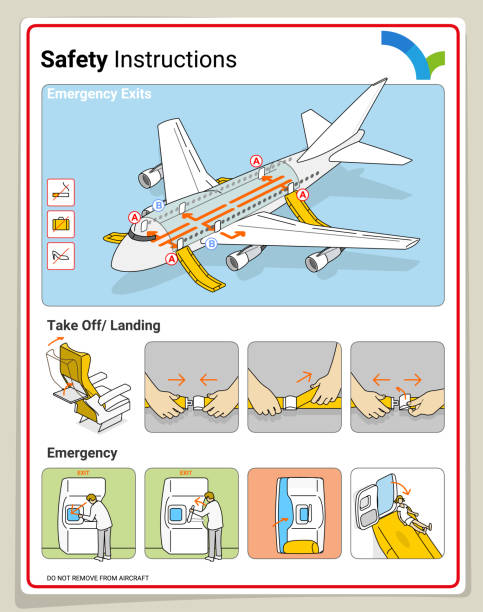 Safety Instructions
Emergency Exits
A
B
A
A
B
A
Take Off/ Landing
Emergency
EXIT
EXIT
DO NOT REMOVE FROM AIRCRAFT